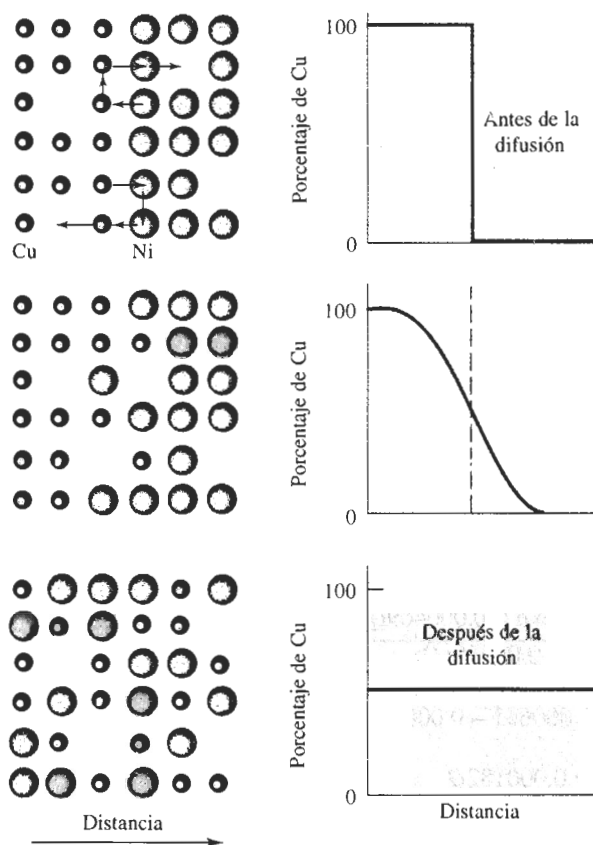 Cu
Ni
Porcentaje de Cu
100
0
Antes de la
difusión
Porcentaje de Cu
100
0
Porcentaje de Cu
100
0
Después de la
difusión
Distancia
Distancia